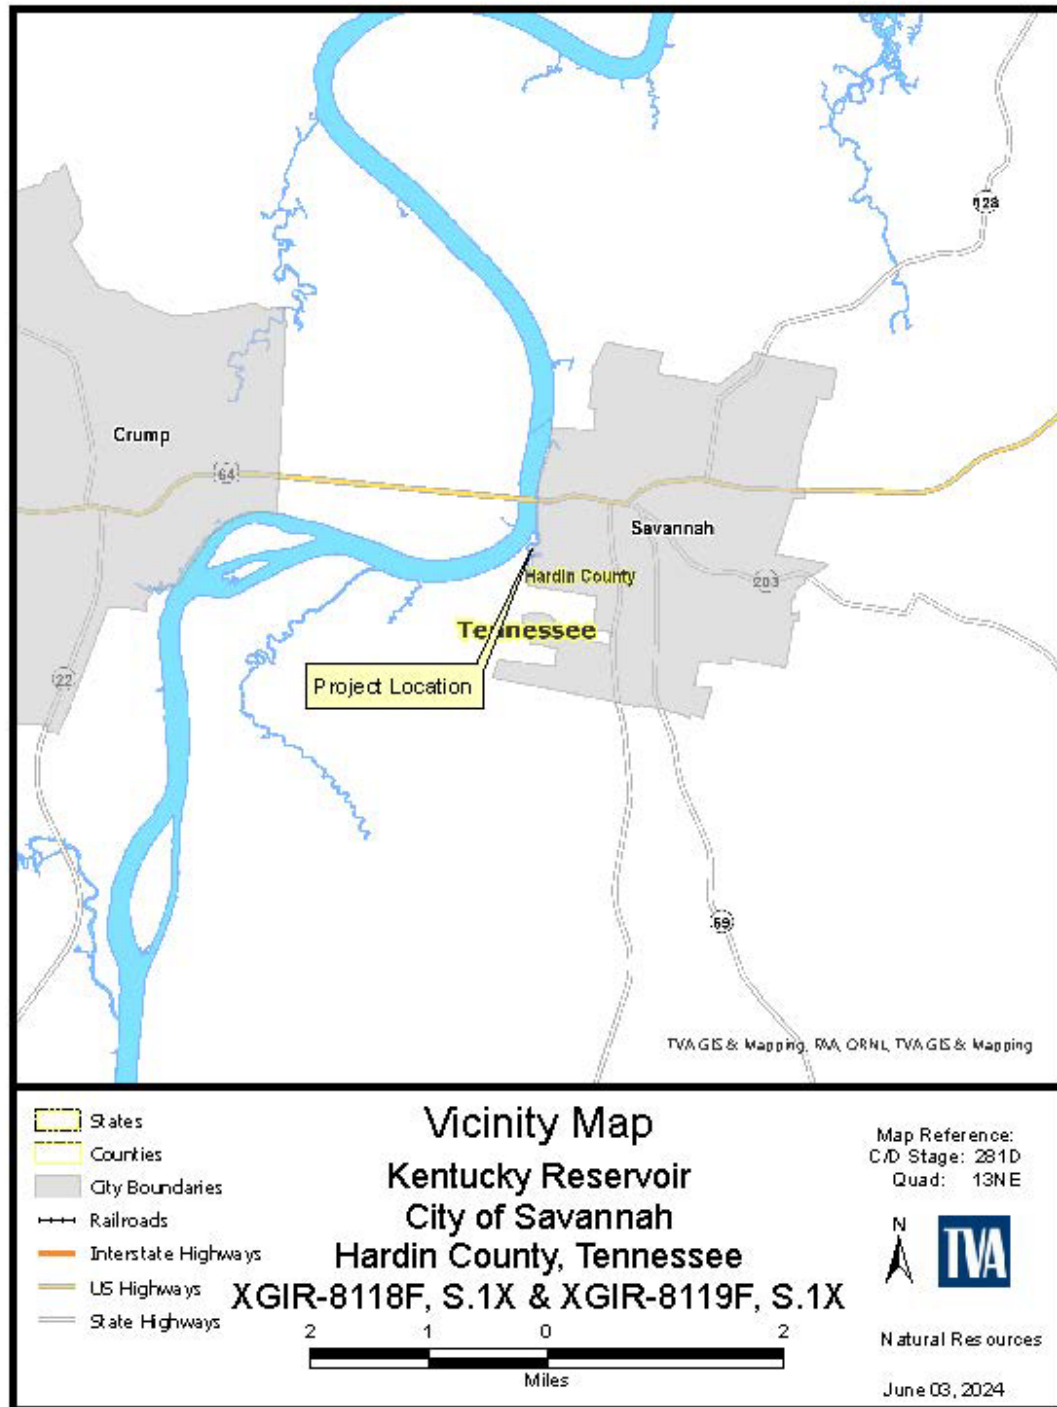 128
Crump
64
Savannah
Hardin County
203
Tennessee
Project Location
22
69
TVA GIS & Mapping, FAA, ORNL, TVA GIS & Mapping
States
Counties
City Boundaries
Railroads
Interstate Highways
US Highways
State Highways
Vicinity Map
Kentucky Reservoir
City of Savannah
Hardin County, Tennessee
XGIR-8118F, S.1X & XGIR-8119F, S.1X
2 1 0 2
Miles
Map Reference:
C/D Stage: 281D
Quad: 13NE
N
TVA
Natural Resources
June 03, 2024